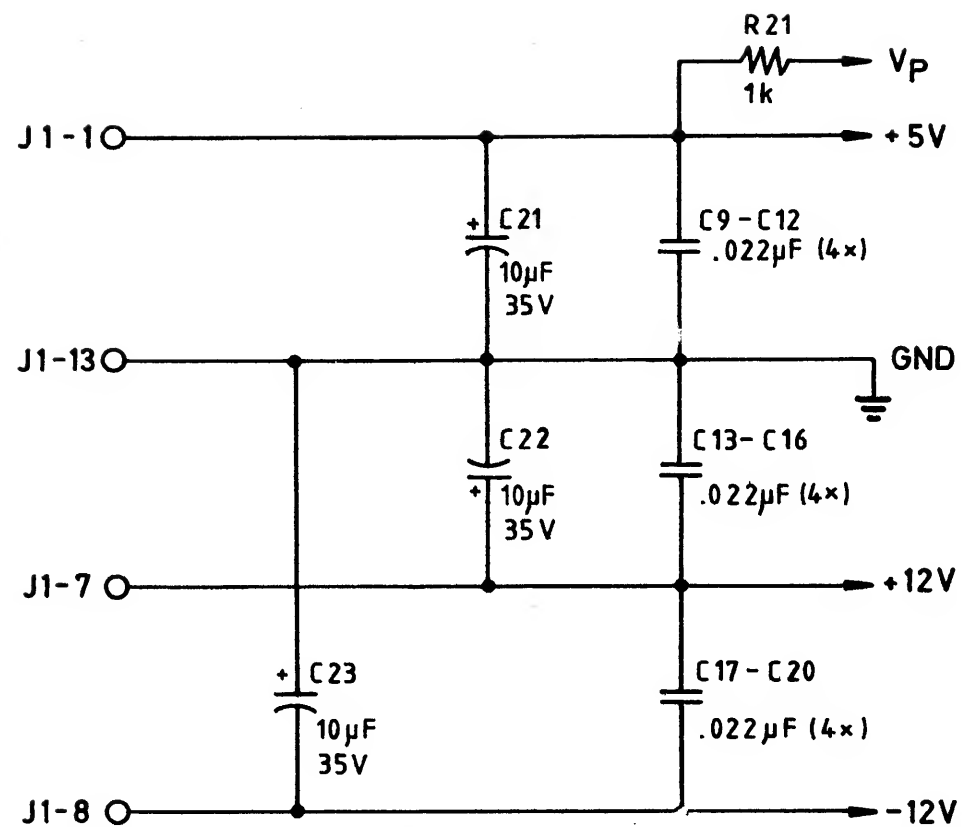 R21
VP
1k
J1-1
+5V
+ C21
10µF
35V
C9-C12
.022µF (4×)
J1-13
GND
C22
+ 10µF
35V
C13-C16
.022µF (4×)
J1-7
+12V
+ C23
10µF
35V
C17-C20
.022µF (4×)
J1-8
-12V